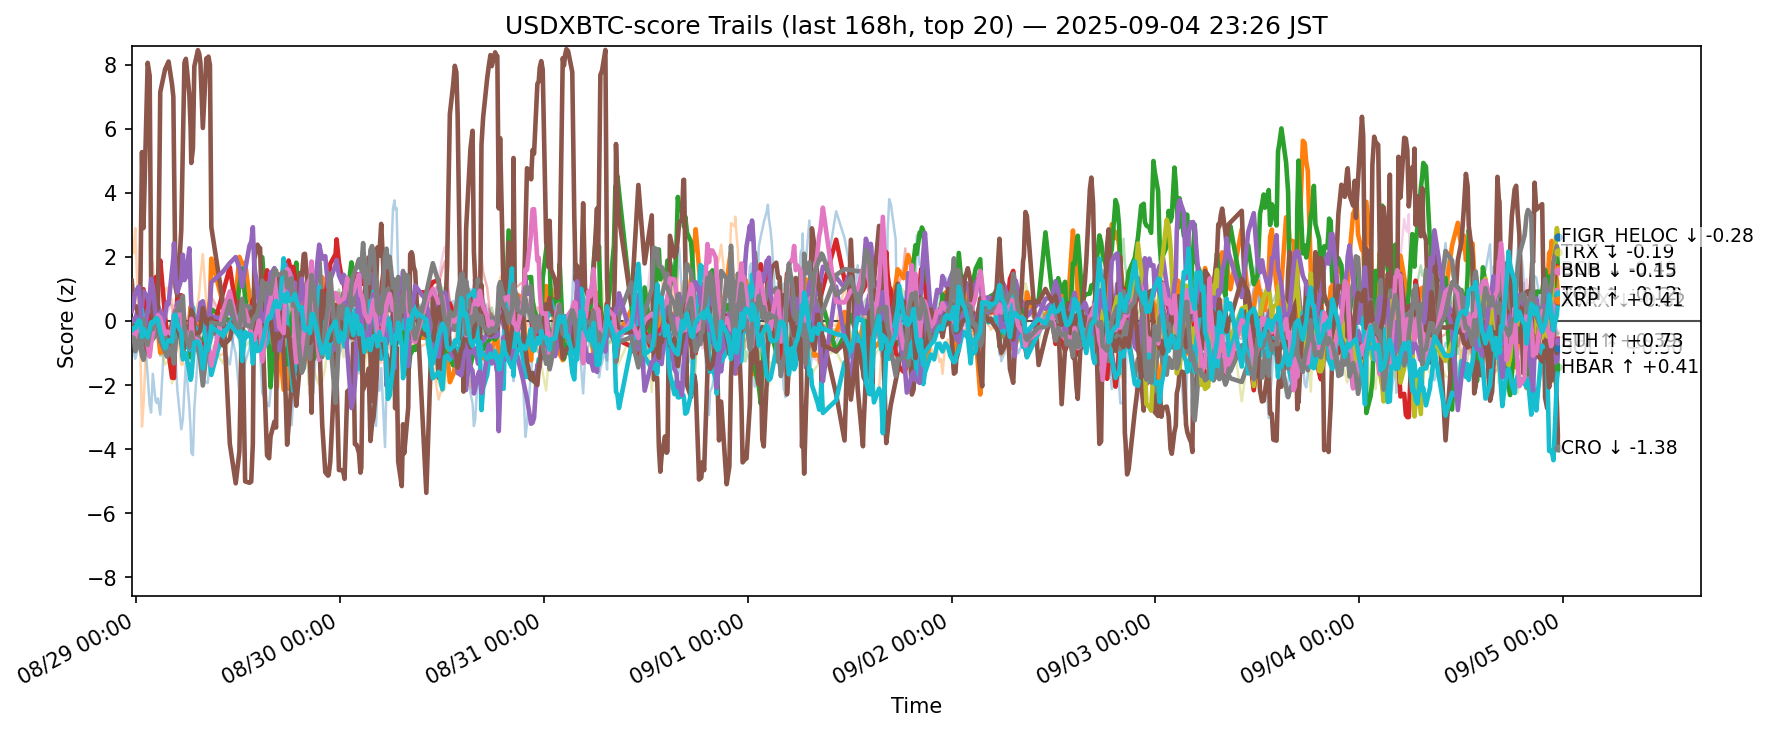 USDXBTC-score Trails (last 168h, top 20) — 2025-09-04 23:26 JST
Score (z)
8
6
4
2
0
−2
−4
−6
−8
FIGR_HELOC ↓ -0.28
TRX ↓ -0.19
BNB ↓ -0.15
XRP ↑ +0.41
ETH ↑ +0.73
HBAR ↑ +0.41
CRO ↓ -1.38
08/29 00:00
08/30 00:00
08/31 00:00
09/01 00:00
09/02 00:00
09/03 00:00
09/04 00:00
09/05 00:00
Time